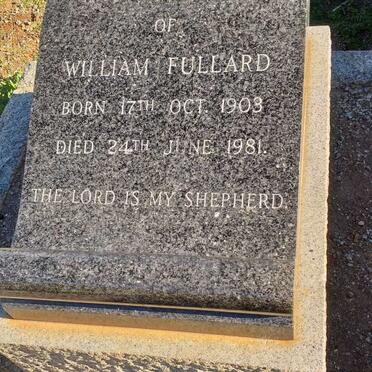 OF
WILLIAM FULLARD
BORN 17TH OCT. 1903
DIED 24TH JUNE 1981.
THE LORD IS MY SHEPHERD.